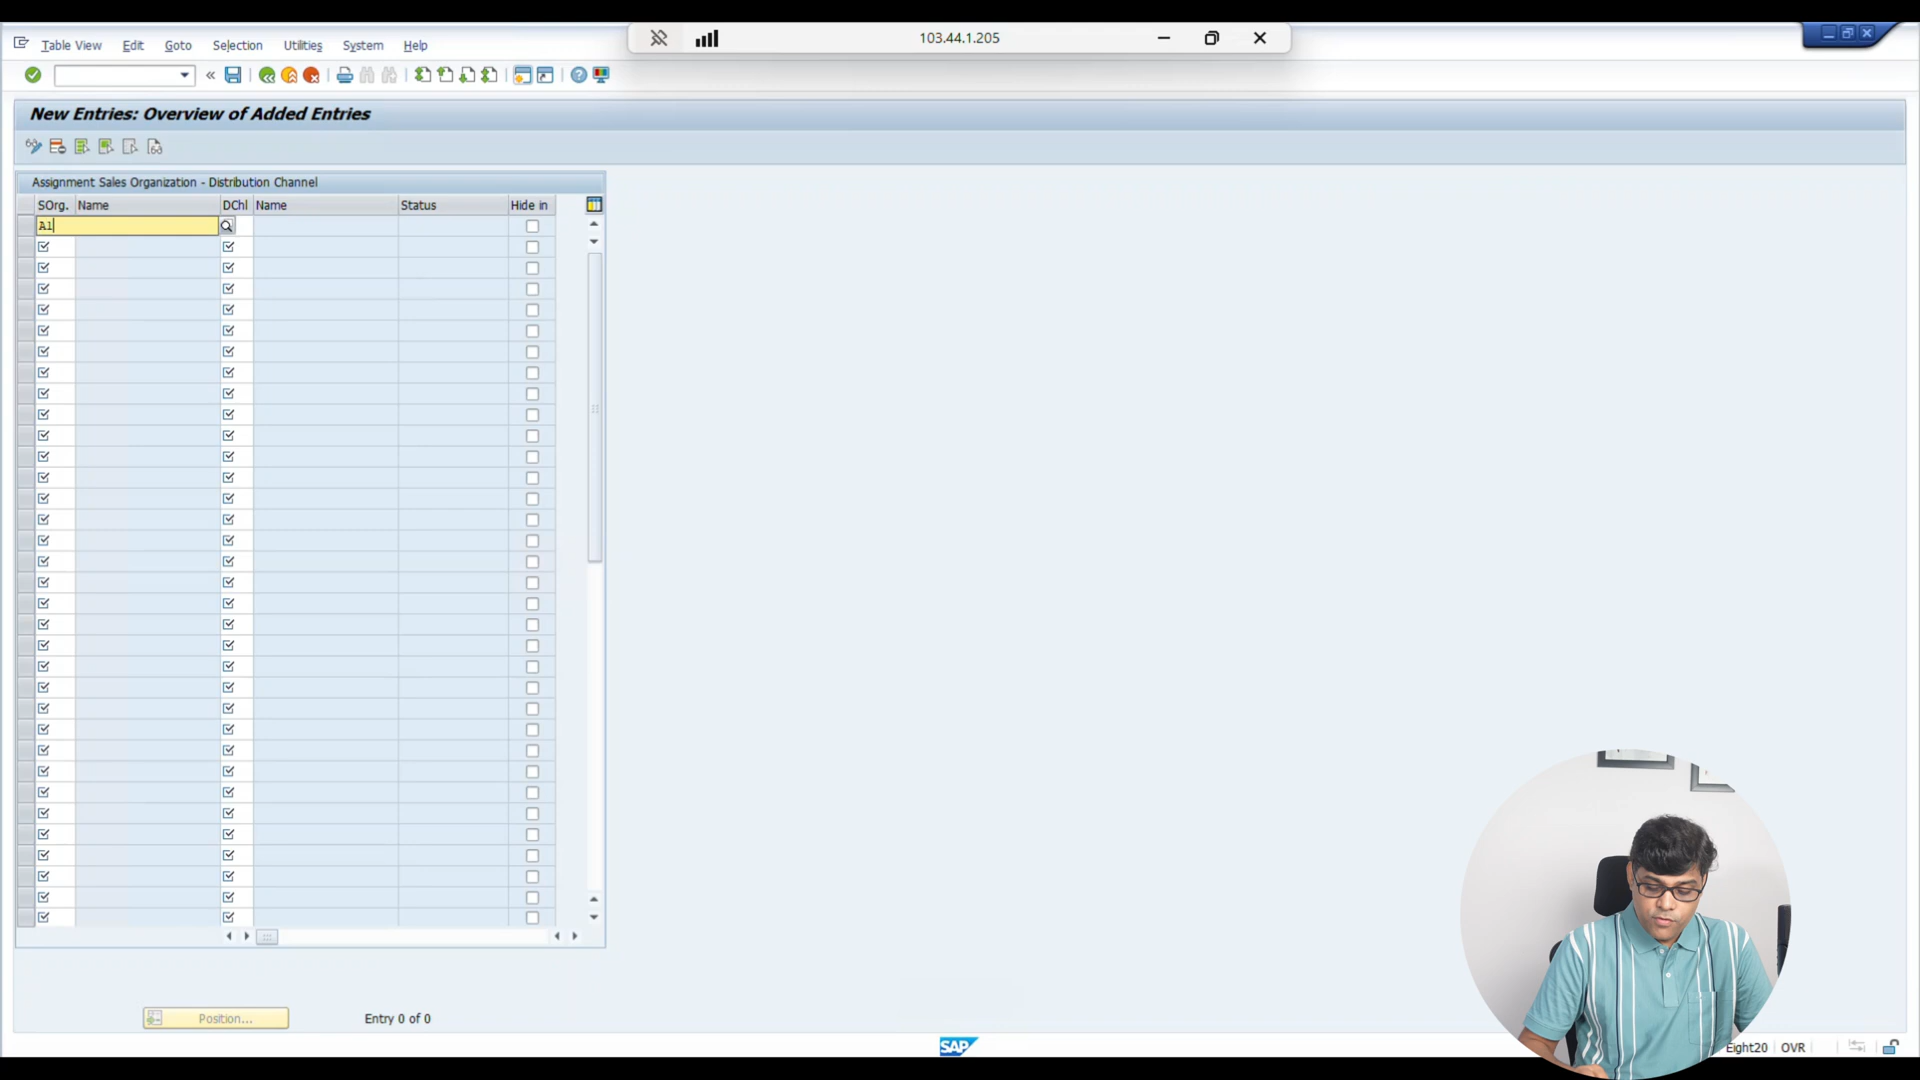 103.44.1.205
Table View Edit Goto Selection Utilities System Help
New Entries: Overview of Added Entries
Assignment Sales Organization - Distribution Channel
SOrg. Name DChl Name Status Hide in
A1
Position... Entry 0 of 0
SAP
Eight20 OVR